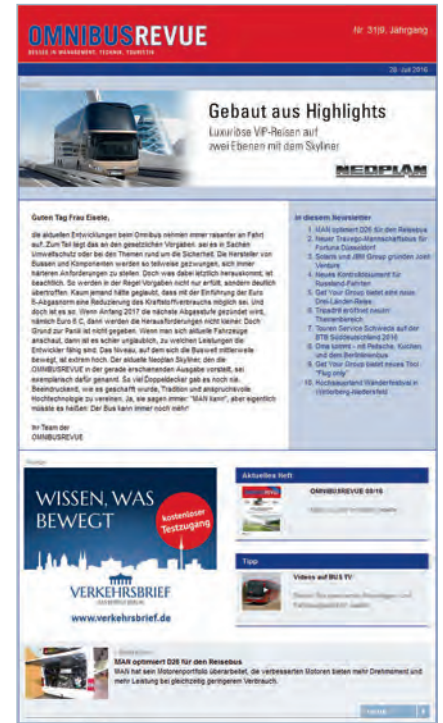 OMNIBUSREVUE
BESSER IN MANAGEMENT, TECHNIK, TOURISTIK
Nr. 31|9. Jahrgang
28. Juli 2016
Gebaut aus Highlights
Luxuriöse VIP-Reisen auf
zwei Ebenen mit dem Skyliner
NEOPLAN
Guten Tag Frau Eisele,
die aktuellen Entwicklungen beim Omnibus nehmen immer rasanter an Fahrt
auf. Zum Teil liegt das an den gesetzlichen Vorgaben, sei es in Sachen
Umweltschutz oder bei den Themen rund um die Sicherheit. Die Hersteller von
Bussen und Komponenten werden so teilweise gezwungen, sich immer
härteren Anforderungen zu stellen. Doch was dabei letztlich herauskommt, ist
beachtlich. So werden in der Regel Vorgaben nicht nur erfüllt, sondern deutlich
übertroffen. Kaum jemand hätte geglaubt, dass mit der Einführung der Euro
6-Abgasnorm eine Reduzierung des Kraftstoffverbrauchs möglich sei. Und
doch ist es so. Wenn Anfang 2017 die nächste Abgasstufe gezündet wird,
nämlich Euro 6 C, dann werden die Herausforderungen nicht kleiner. Doch
Grund zur Panik ist nicht gegeben. Wenn man sich aktuelle Fahrzeuge
anschaut, dann ist es schier unglaublich, zu welchen Leistungen die
Entwickler fähig sind. Das Niveau, auf dem sich die Buswelt mittlerweile
bewegt, ist extrem hoch. Der aktuelle Neoplan Skyliner, den die
OMNIBUSREVUE in der gerade erschienenen Ausgabe vorstellt, sei
exemplarisch dafür genannt. So viel Doppeldecker gab es noch nie.
Beeindruckend, wie es geschafft wurde, Tradition und anspruchsvolle
Hochtechnologie zu vereinen. Ja, sie sagen immer: "MAN kann", aber eigentlich
müsste es heißen: Der Bus kann immer noch mehr!
Ihr Team der
OMNIBUSREVUE
In diesem Newsletter
1. MAN optimiert D26 für den Reisebus
2. Neuer Travego-Mannschaftsbus für
Fortuna Düsseldorf
3. Solaris und JBM Group gründen Joint
Venture
4. Neues Kontrolldokument für
Russland-Fahrten
5. Get Your Group bietet eine neue
Drei-Länder-Reise
6. Tripadré eröffnet neuen
Themenbereich
7. Touren Service Schweda auf der
BTB Süddeutschland 2016
8. Oma kommt - mit Peitsche, Kuchen
und dem Berlinleinenbus
9. Get Your Group bietet neues Tool
"Flug only"
10. Hochsauerland Wanderfestival in
Winterberg-Niedersfeld
Anzeige
WISSEN, WAS
BEWEGT
kostenloser
Testzugang
VERKEHRSBRIEF
www.verkehrsbrief.de
Aktuelles Heft
OMNIBUSREVUE 08/16
Tipp
Videos auf BUS TV
MAN optimiert D26 für den Reisebus
MAN hat sein Motorenportfolio überarbeitet, die verbesserten Motoren bieten mehr Drehmoment und
mehr Leistung bei gleichzeitig geringerem Verbrauch.